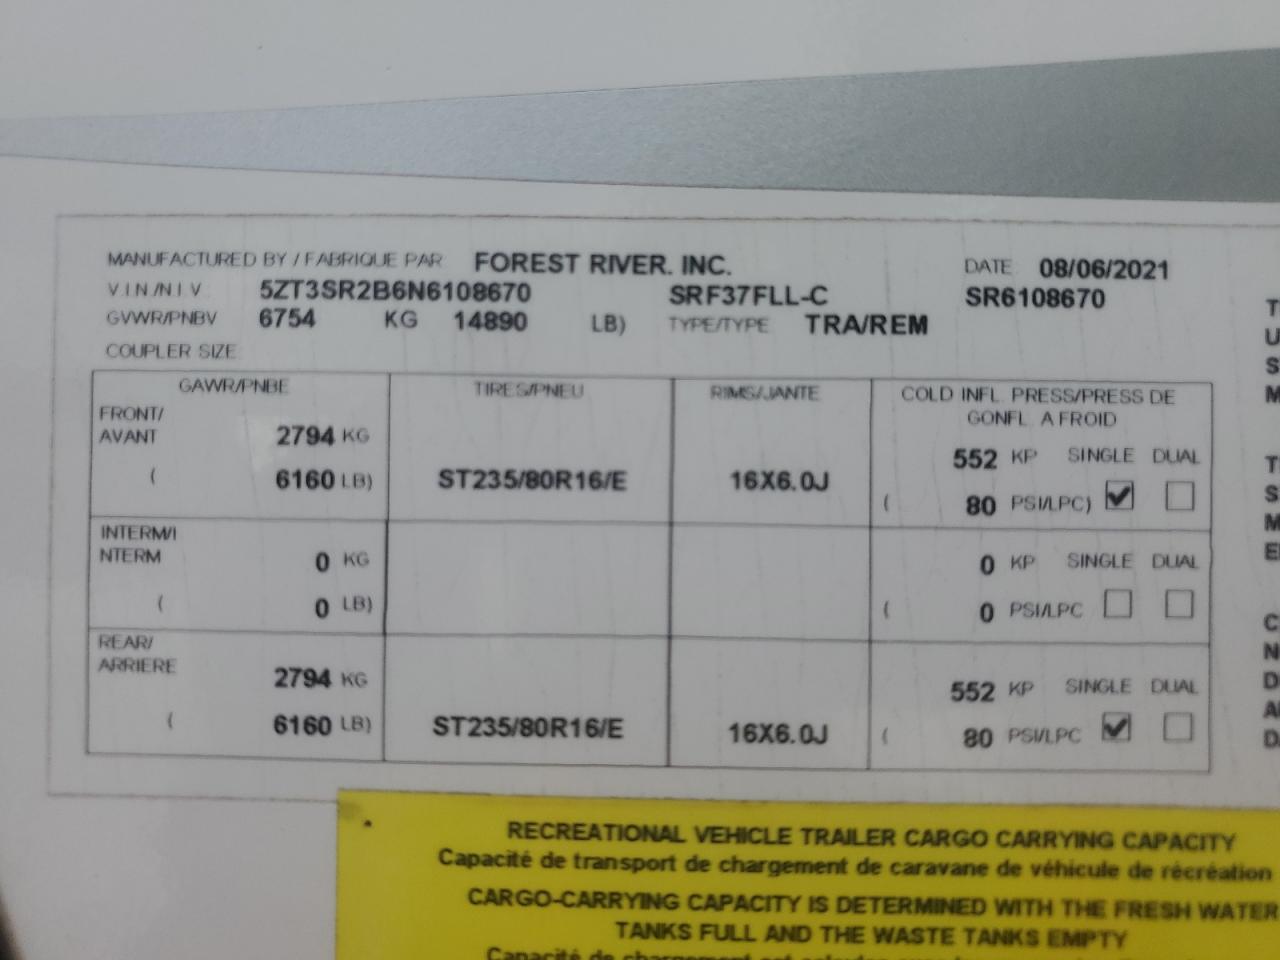 MANUFACTURED BY / FABRIQUE PAR FOREST RIVER. INC. DATE 08/06/2021
V.I.N./N.I.V. 5ZT3SR2B6N6108670 SRF37FLL-C SR6108670
GVWR/PNBV 6754 KG 14890 LB) TYPE/TYPE TRA/REM
COUPLER SIZE
GAWR/PNBE TIRES/PNEU RIMS/JANTE COLD INFL. PRESS/PRESS DE
GONFL. A FROID
FRONT/
AVANT 2794 KG 552 KP SINGLE DUAL
( 6160 LB) ST235/80R16/E 16X6.0J ( 80 PSI/LPC)
INTERM/I
NTERM 0 KG 0 KP SINGLE DUAL
( 0 LB) ( 0 PSI/LPC
REAR/
ARRIERE 2794 KG 552 KP SINGLE DUAL
( 6160 LB) ST235/80R16/E 16X6.0J ( 80 PSI/LPC
RECREATIONAL VEHICLE TRAILER CARGO CARRYING CAPACITY
Capacité de transport de chargement de caravane de véhicule de récréation
CARGO-CARRYING CAPACITY IS DETERMINED WITH THE FRESH WATER
TANKS FULL AND THE WASTE TANKS EMPTY
Capacité de chargement est